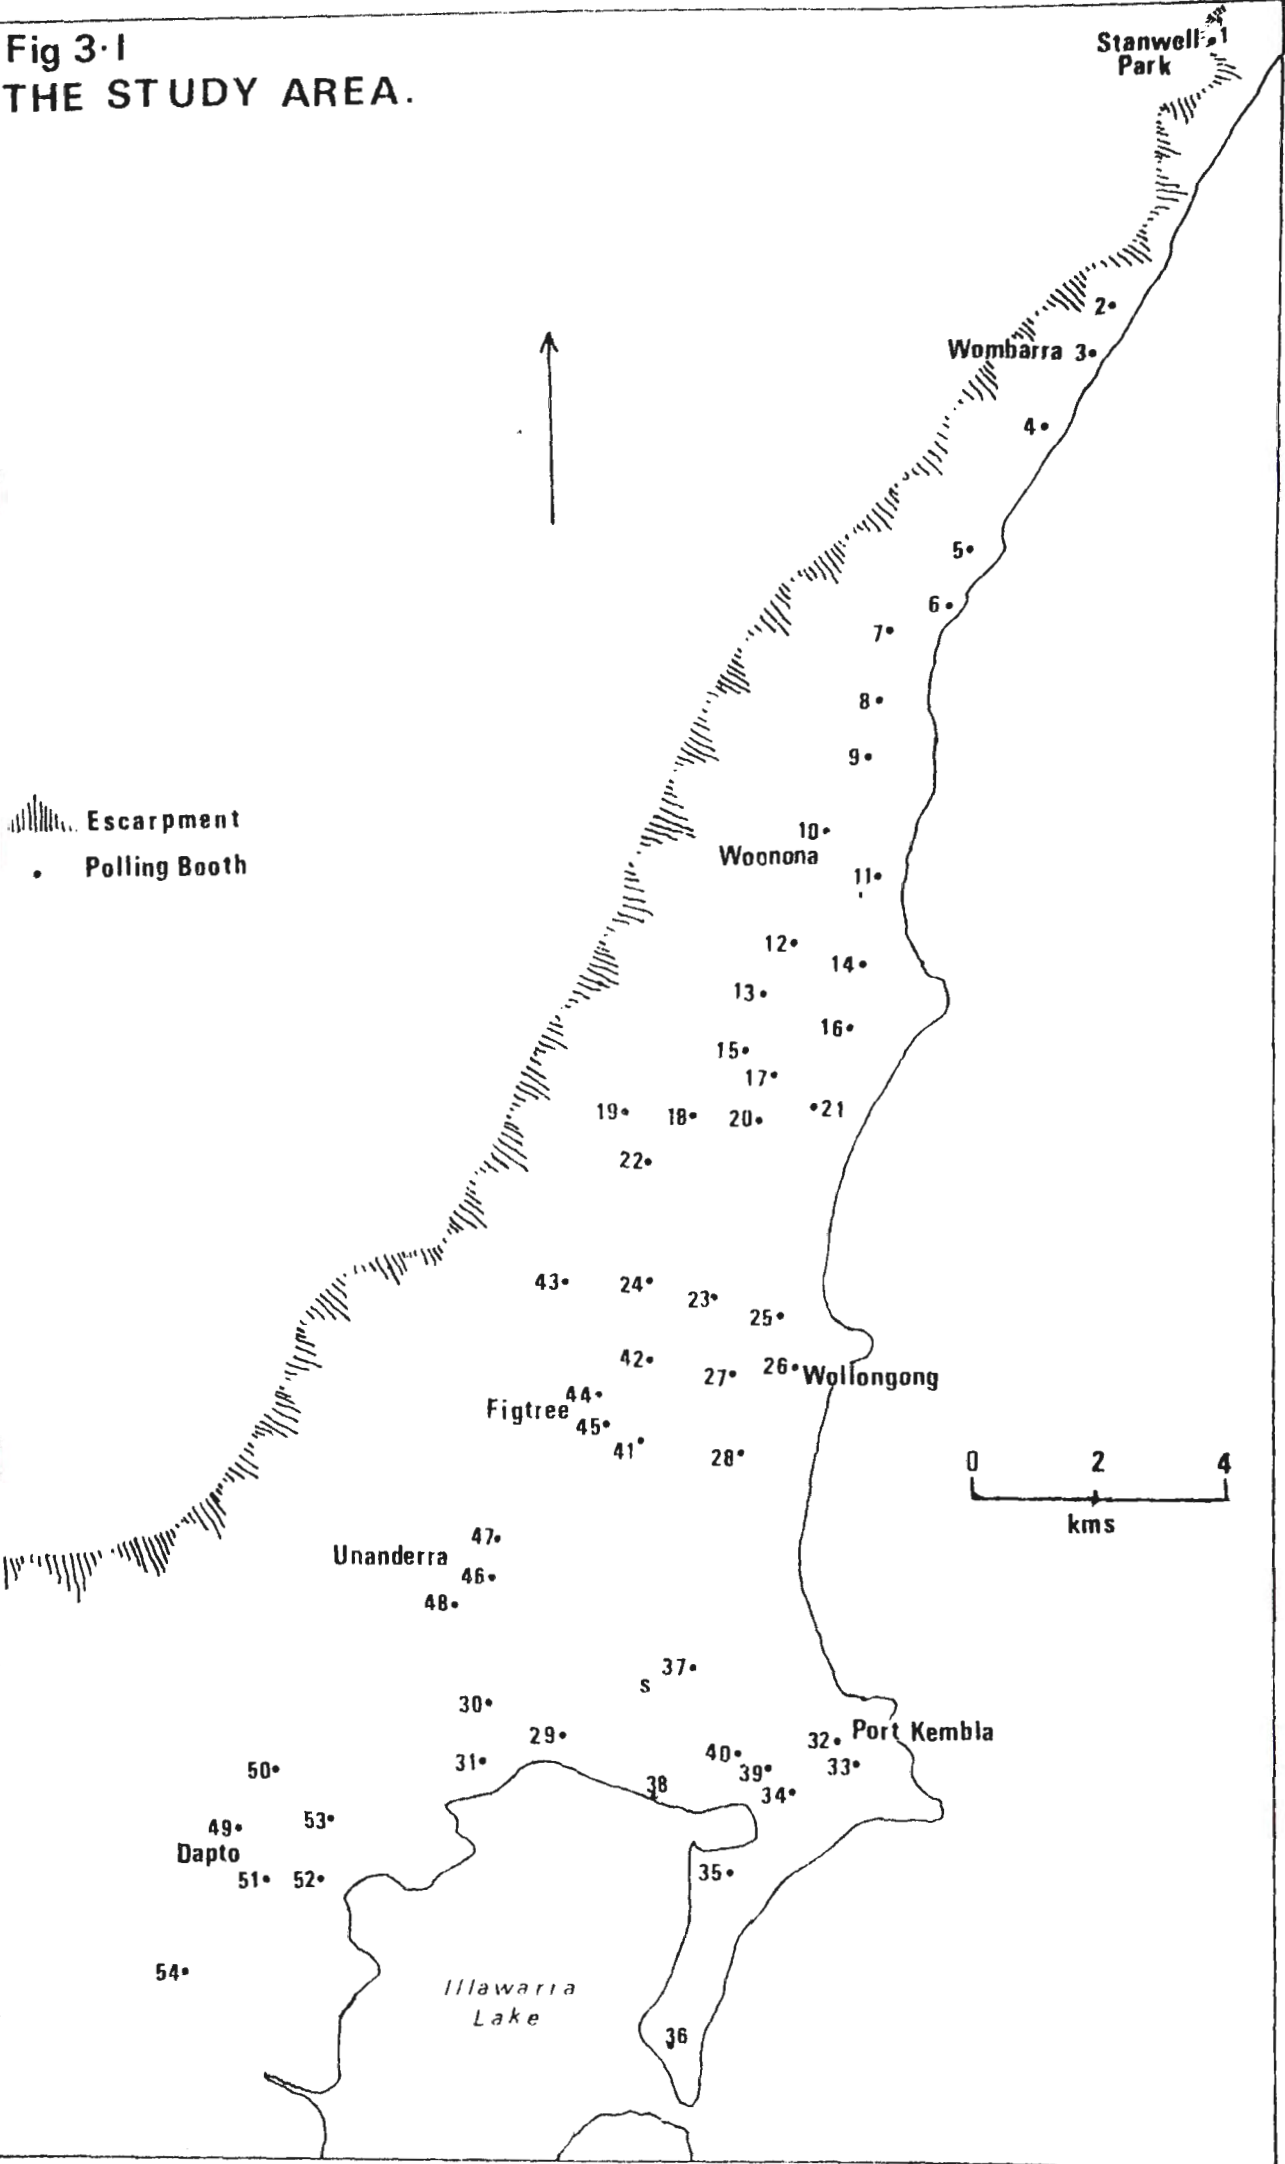 Fig 3·1
THE STUDY AREA.
Stanwell 1
Park
2
Wombarra 3
4
5
6
7
8
9
Escarpment
10
Polling Booth
Woonona
11
12
14
13
16
15
17
19 18 20 21
22
43 24 23
25
42 27 26 Wollongong
44
Figtree
45
41 28
0 2 4
kms
47
Unanderra
46
48
37
s
30
29 32 Port Kembla
40
31 39 33
50 38 34
53
49
Dapto
51 52 35
54
Illawarra
Lake
36